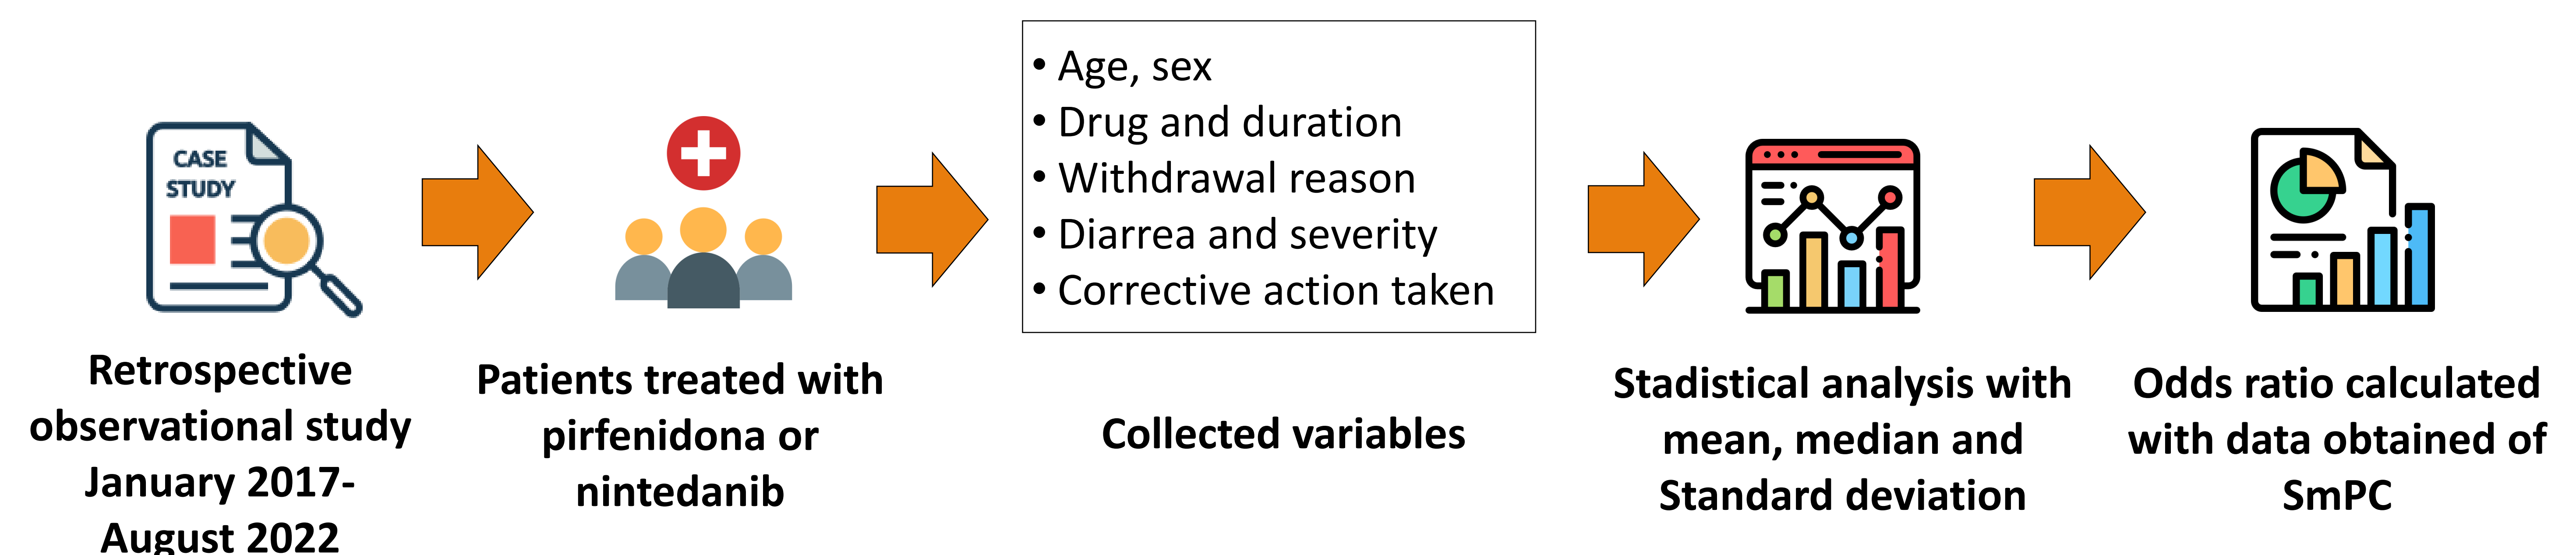 CASE
STUDY
Retrospective
observational study
January 2017-
August 2022
Patients treated with
pirfenidona or
nintedanib
• Age, sex
• Drug and duration
• Withdrawal reason
• Diarrea and severity
• Corrective action taken
Collected variables
Stadistical analysis with
mean, median and
Standard deviation
Odds ratio calculated
with data obtained of
SmPC